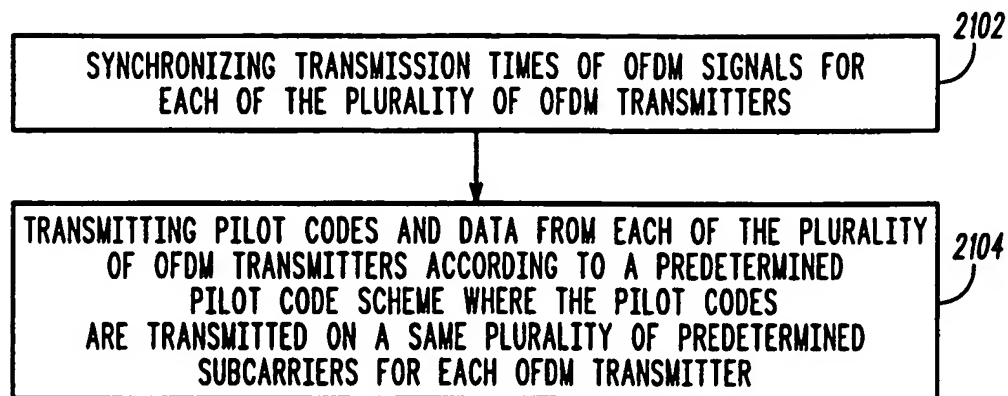 2102
SYNCHRONIZING TRANSMISSION TIMES OF OFDM SIGNALS FOR
EACH OF THE PLURALITY OF OFDM TRANSMITTERS
TRANSMITTING PILOT CODES AND DATA FROM EACH OF THE PLURALITY
OF OFDM TRANSMITTERS ACCORDING TO A PREDETERMINED
2104
PILOT CODE SCHEME WHERE THE PILOT CODES
ARE TRANSMITTED ON A SAME PLURALITY OF PREDETERMINED
SUBCARRIERS FOR EACH OFDM TRANSMITTER